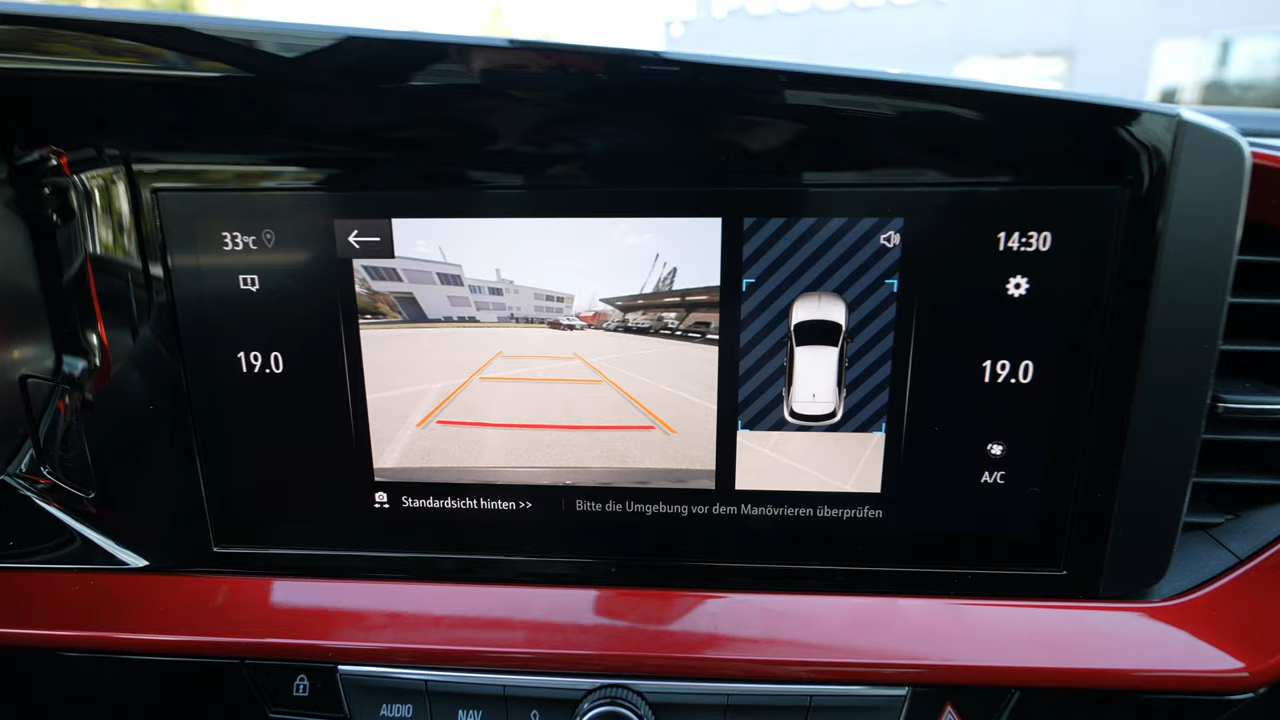 33°C
14:30
19.0
19.0
A/C
Standardsicht hinten >>
Bitte die Umgebung vor dem Manövrieren überprüfen
AUDIO
NAV